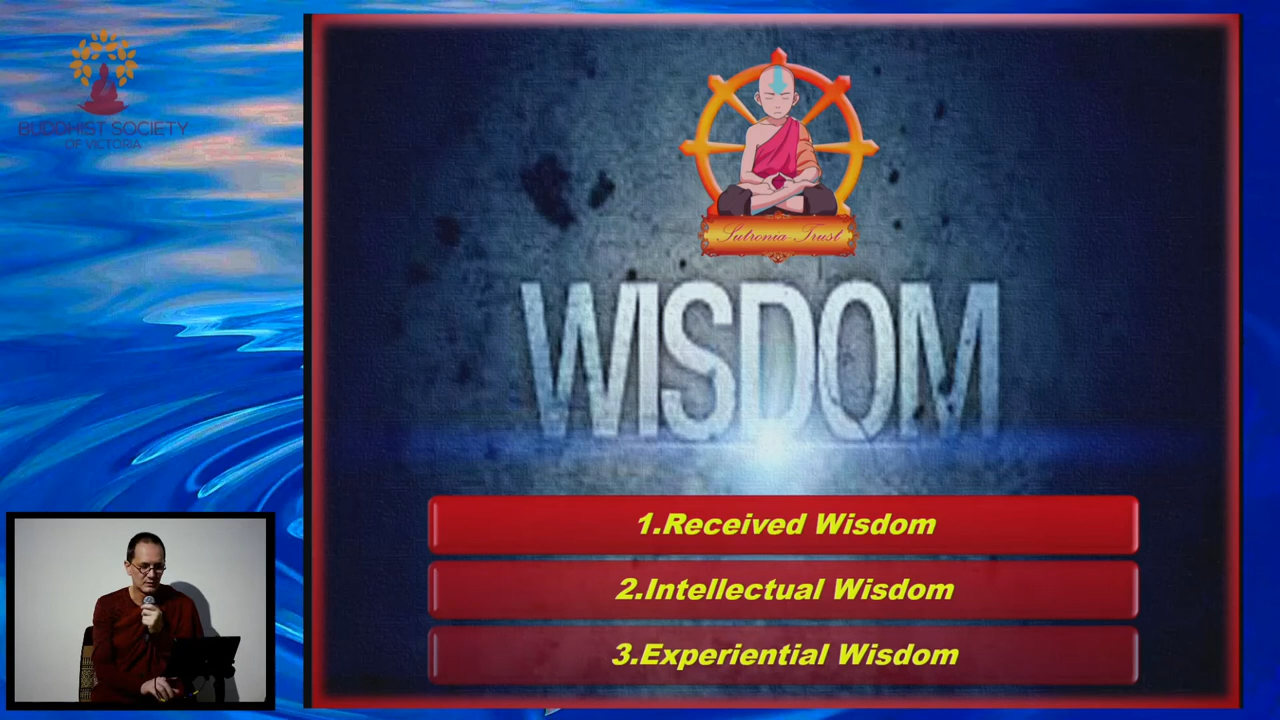 BUDDHIST SOCIETY
OF VICTORIA
Sutronia Trust
WISDOM
1.Received Wisdom
2.Intellectual Wisdom
3.Experiential Wisdom